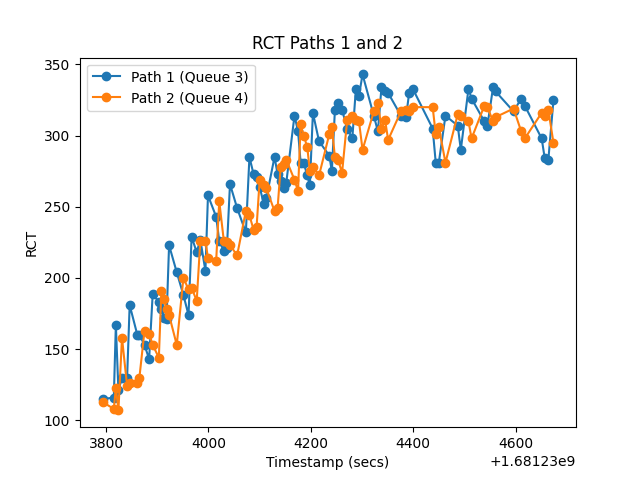 RCT Paths 1 and 2
Path 1 (Queue 3)
Path 2 (Queue 4)
350
300
250
200
150
100
RCT
3800 4000 4200 4400 4600
Timestamp (secs)
+1.68123e9